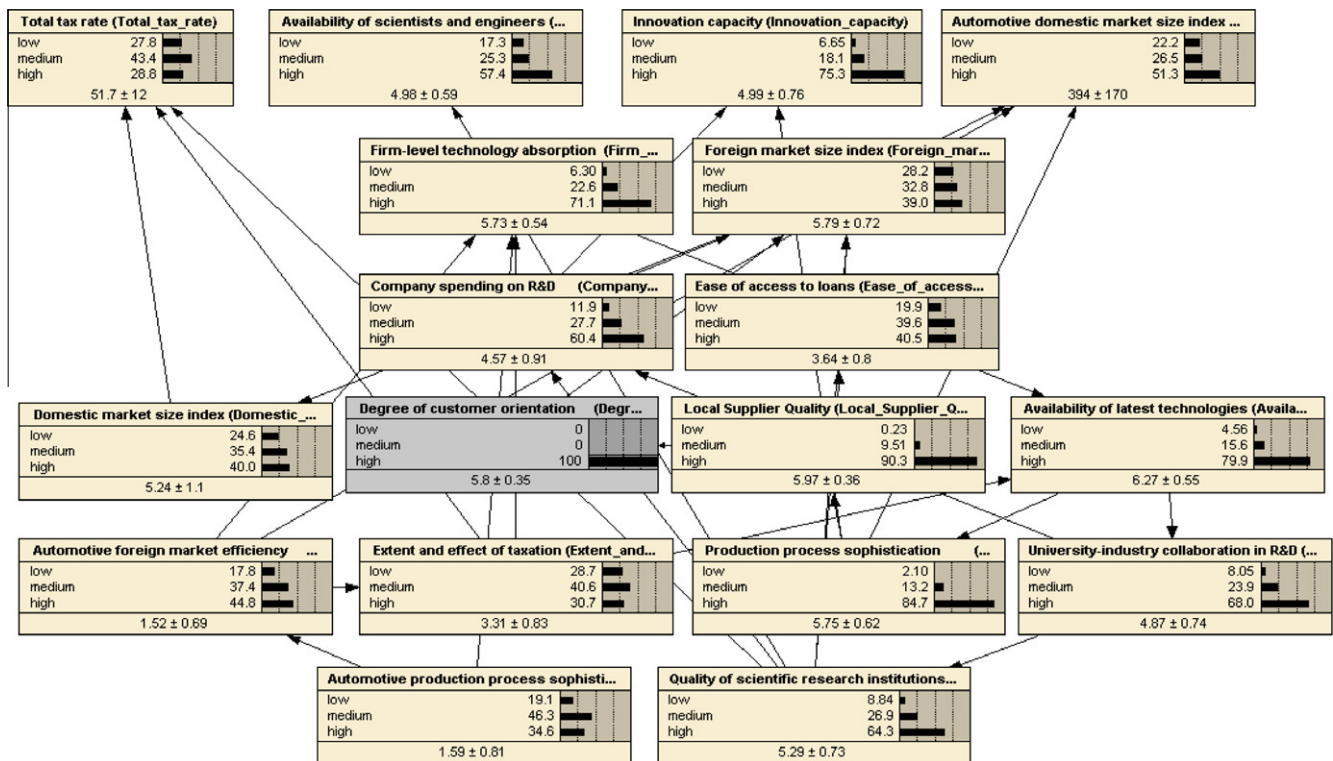 Total tax rate (Total_tax_rate)
low 27.8
medium 43.4
high 28.8
51.7 ± 12
Availability of scientists and engineers (...
low 17.3
medium 25.3
high 57.4
4.98 ± 0.59
Innovation capacity (Innovation_capacity)
low 6.65
medium 18.1
high 75.3
4.99 ± 0.76
Automotive domestic market size index ...
low 22.2
medium 26.5
high 51.3
394 ± 170
Firm-level technology absorption (Firm_...
low 6.30
medium 22.6
high 71.1
5.73 ± 0.54
Foreign market size index (Foreign_mar...
low 28.2
medium 32.8
high 39.0
5.79 ± 0.72
Company spending on R&D (Company...
low 11.9
medium 27.7
high 60.4
4.57 ± 0.91
Ease of access to loans (Ease_of_access...
low 19.9
medium 39.6
high 40.5
3.64 ± 0.8
Domestic market size index (Domestic_...
low 24.6
medium 35.4
high 40.0
5.24 ± 1.1
Degree of customer orientation (Degr...
low 0
medium 0
high 100
5.8 ± 0.35
Local Supplier Quality (Local_Supplier_Q...
low 0.23
medium 9.51
high 90.3
5.97 ± 0.36
Availability of latest technologies (Availa...
low 4.56
medium 15.6
high 79.9
6.27 ± 0.55
Automotive foreign market efficiency ...
low 17.8
medium 37.4
high 44.8
1.52 ± 0.69
Extent and effect of taxation (Extent_and...
low 28.7
medium 40.6
high 30.7
3.31 ± 0.83
Production process sophistication (...
low 2.10
medium 13.2
high 84.7
5.75 ± 0.62
University-industry collaboration in R&D (...
low 8.05
medium 23.9
high 68.0
4.87 ± 0.74
Automotive production process sophisti...
low 19.1
medium 46.3
high 34.6
1.59 ± 0.81
Quality of scientific research institutions...
low 8.84
medium 26.9
high 64.3
5.29 ± 0.73